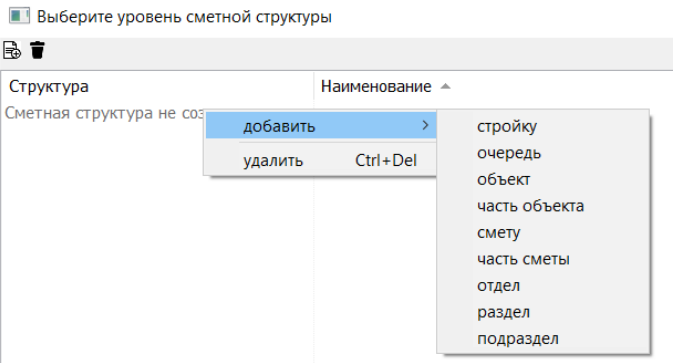 Выберите уровень сметной структуры
Структура Наименование
Сметная структура не соз
добавить
удалить Ctrl+Del
стройку
очередь
объект
часть объекта
смету
часть сметы
отдел
раздел
подраздел